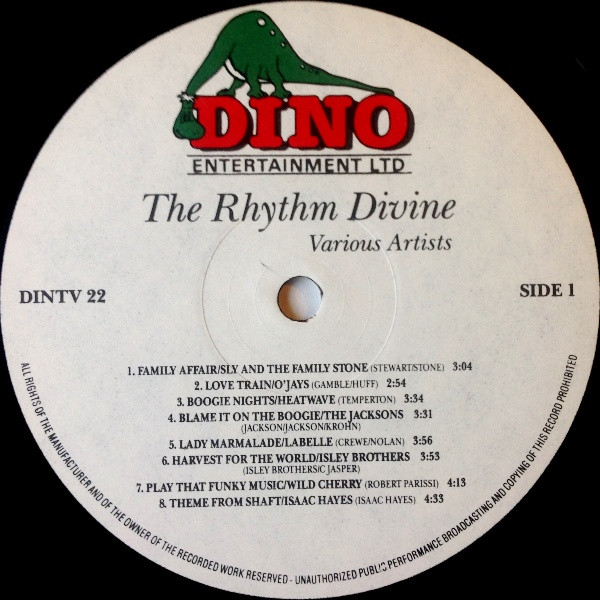 DINO
ENTERTAINMENT LTD
The Rhythm Divine
Various Artists
DINTV 22
SIDE 1
1. FAMILY AFFAIR/SLY AND THE FAMILY STONE (STEWART/STONE) 3:04
2. LOVE TRAIN/O'JAYS (GAMBLE/HUFF) 2:54
3. BOOGIE NIGHTS/HEATWAVE (TEMPERTON) 3:34
4. BLAME IT ON THE BOOGIE/THE JACKSONS 3:31
(JACKSON/JACKSON/KROHN)
5. LADY MARMALADE/LABELLE (CREWE/NOLAN) 3:56
6. HARVEST FOR THE WORLD/ISLEY BROTHERS 3:53
(ISLEY BROTHERS/C JASPER)
7. PLAY THAT FUNKY MUSIC/WILD CHERRY (ROBERT PARISSI) 4:13
8. THEME FROM SHAFT/ISAAC HAYES (ISAAC HAYES) 4:33
ALL RIGHTS OF THE MANUFACTURER AND OF THE OWNER OF THE RECORDED WORK RESERVED - UNAUTHORIZED PUBLIC PERFORMANCE BROADCASTING AND COPYING OF THIS RECORD PROHIBITED